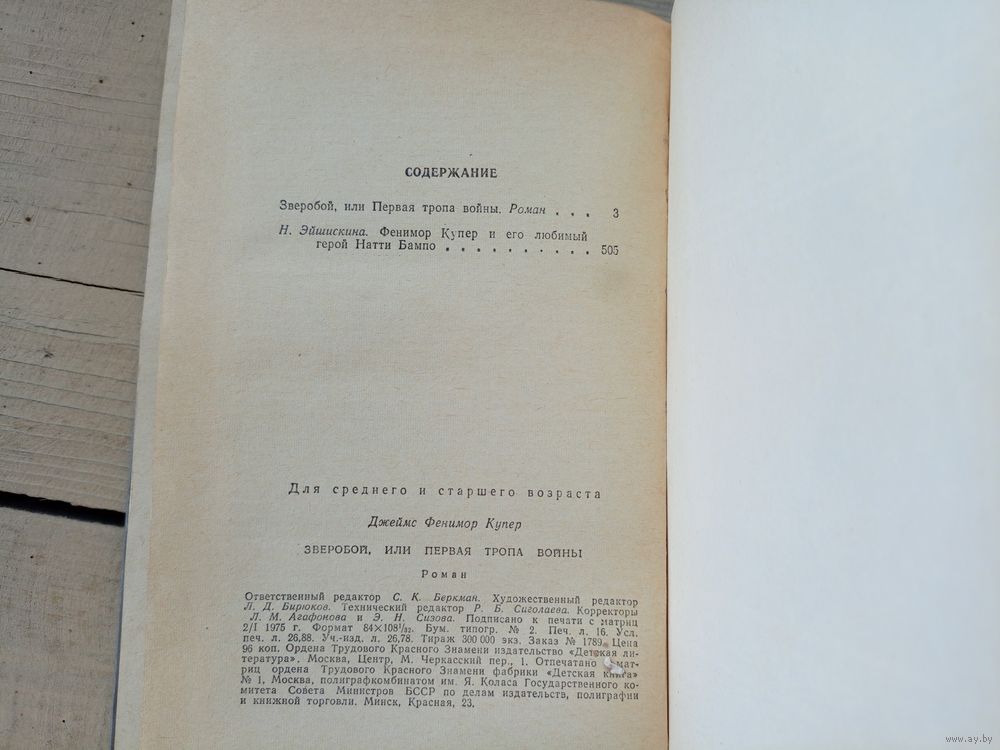 СОДЕРЖАНИЕ
Зверобой, или Первая тропа войны. Роман . . . 3
Н. Эйшискина. Фенимор Купер и его любимый
герой Натти Бампо . . . . . . . . . . 505
Для среднего и старшего возраста
Джеймс Фенимор Купер
ЗВЕРОБОЙ, ИЛИ ПЕРВАЯ ТРОПА ВОЙНЫ
Роман
Ответственный редактор С. К. Беркман. Художественный редактор
Л. Д. Бирюков. Технический редактор Р. Б. Сиголаева. Корректоры
Л. М. Агафонова и Э. Н. Сизова. Подписано к печати с матриц
2/I 1975 г. Формат 84×108¹/₃₂. Бум. типогр. № 2. Печ. л. 16. Усл.
печ. л. 26,88. Уч.-изд. л. 26,78. Тираж 300 000 экз. Заказ № 1789. Цена
96 коп. Ордена Трудового Красного Знамени издательство «Детская ли-
тература», Москва, Центр, М. Черкасский пер., 1. Отпечатано с мат-
риц ордена Трудового Красного Знамени фабрики «Детская книга»
№ 1, Москва, полиграфкомбинатом им. Я. Коласа Государственного ко-
митета Совета Министров БССР по делам издательств, полиграфии
и книжной торговли. Минск, Красная, 23.
www.ay.by